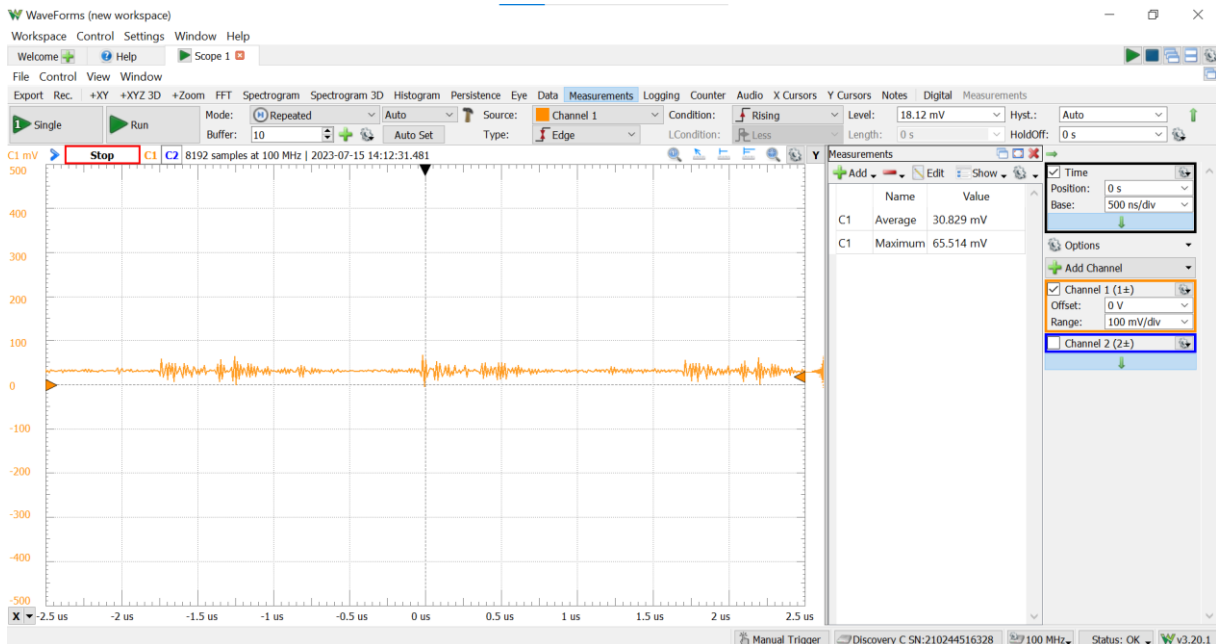 WaveForms (new workspace)
Workspace Control Settings Window Help
Welcome Help Scope 1
File Control View Window
Export Rec. +XY +XYZ 3D +Zoom FFT Spectrogram Spectrogram 3D Histogram Persistence Eye Data Measurements Logging Counter Audio X Cursors Y Cursors Notes Digital Measurements
Single Run Mode: Repeated Auto Source: Channel 1 Condition: Rising Level: 18.12 mV Hyst.: Auto
Buffer: 10 Auto Set Type: Edge LCondition: Less Length: 0 s HoldOff: 0 s
C1 mV Stop C1 C2 8192 samples at 100 MHz | 2023-07-15 14:12:31.481 Y
500
400
300
200
100
0
-100
-200
-300
-400
-500
X -2.5 us -2 us -1.5 us -1 us -0.5 us 0 us 0.5 us 1 us 1.5 us 2 us 2.5 us
Measurements
Add Edit Show
Name Value
C1 Average 30.829 mV
C1 Maximum 65.514 mV
Time
Position: 0 s
Base: 500 ns/div
Options
Add Channel
Channel 1 (1±)
Offset: 0 V
Range: 100 mV/div
Channel 2 (2±)
Manual Trigger Discovery C SN:210244516328 100 MHz Status: OK v3.20.1